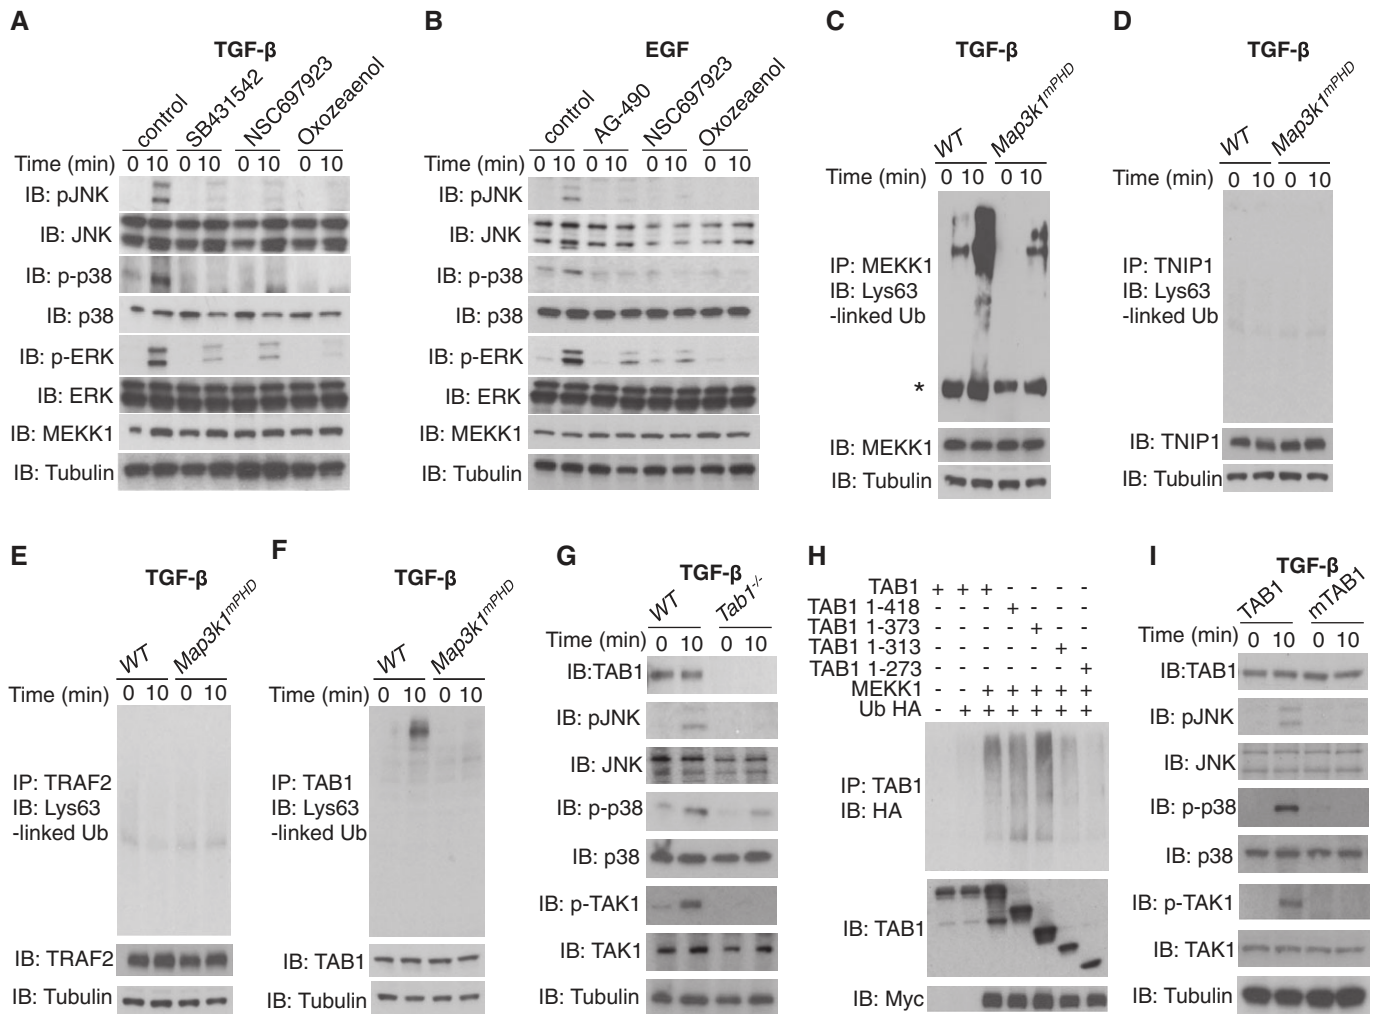 A
TGF-β
control
SB431542
NSC697923
Oxozeaenol
Time (min) 0 10 0 10 0 10 0 10
IB: pJNK
IB: JNK
IB: p-p38
IB: p38
IB: p-ERK
IB: ERK
IB: MEKK1
IB: Tubulin
B
EGF
control
AG-490
NSC697923
Oxozeaenol
Time (min) 0 10 0 10 0 10 0 10
IB: pJNK
IB: JNK
IB: p-p38
IB: p38
IB: p-ERK
IB: ERK
IB: MEKK1
IB: Tubulin
C
TGF-β
WT
Map3k1mPHD
Time (min) 0 10 0 10
IP: MEKK1
IB: Lys63
-linked Ub
*
IB: MEKK1
IB: Tubulin
D
TGF-β
WT
Map3k1mPHD
Time (min) 0 10 0 10
IP: TNIP1
IB: Lys63
-linked Ub
IB: TNIP1
IB: Tubulin
E
TGF-β
WT
Map3k1mPHD
Time (min) 0 10 0 10
IP: TRAF2
IB: Lys63
-linked Ub
IB: TRAF2
IB: Tubulin
F
TGF-β
WT
Map3k1mPHD
Time (min) 0 10 0 10
IP: TAB1
IB: Lys63
-linked Ub
IB: TAB1
IB: Tubulin
G
TGF-β
WT
Tab1-/-
Time (min) 0 10 0 10
IB:TAB1
IB: pJNK
IB: JNK
IB: p-p38
IB: p38
IB: p-TAK1
IB: TAK1
IB: Tubulin
H
TAB1 + + + - - - -
TAB1 1-418 - - - + - - -
TAB1 1-373 - - - - + - -
TAB1 1-313 - - - - - + -
TAB1 1-273 - - - - - - +
MEKK1 - - + + + + +
Ub HA - + + + + + +
IP: TAB1
IB: HA
IB: TAB1
IB: Myc
I
TGF-β
TAB1
mTAB1
Time (min) 0 10 0 10
IB:TAB1
IB: pJNK
IB: JNK
IB: p-p38
IB: p38
IB: p-TAK1
IB: TAK1
IB: Tubulin